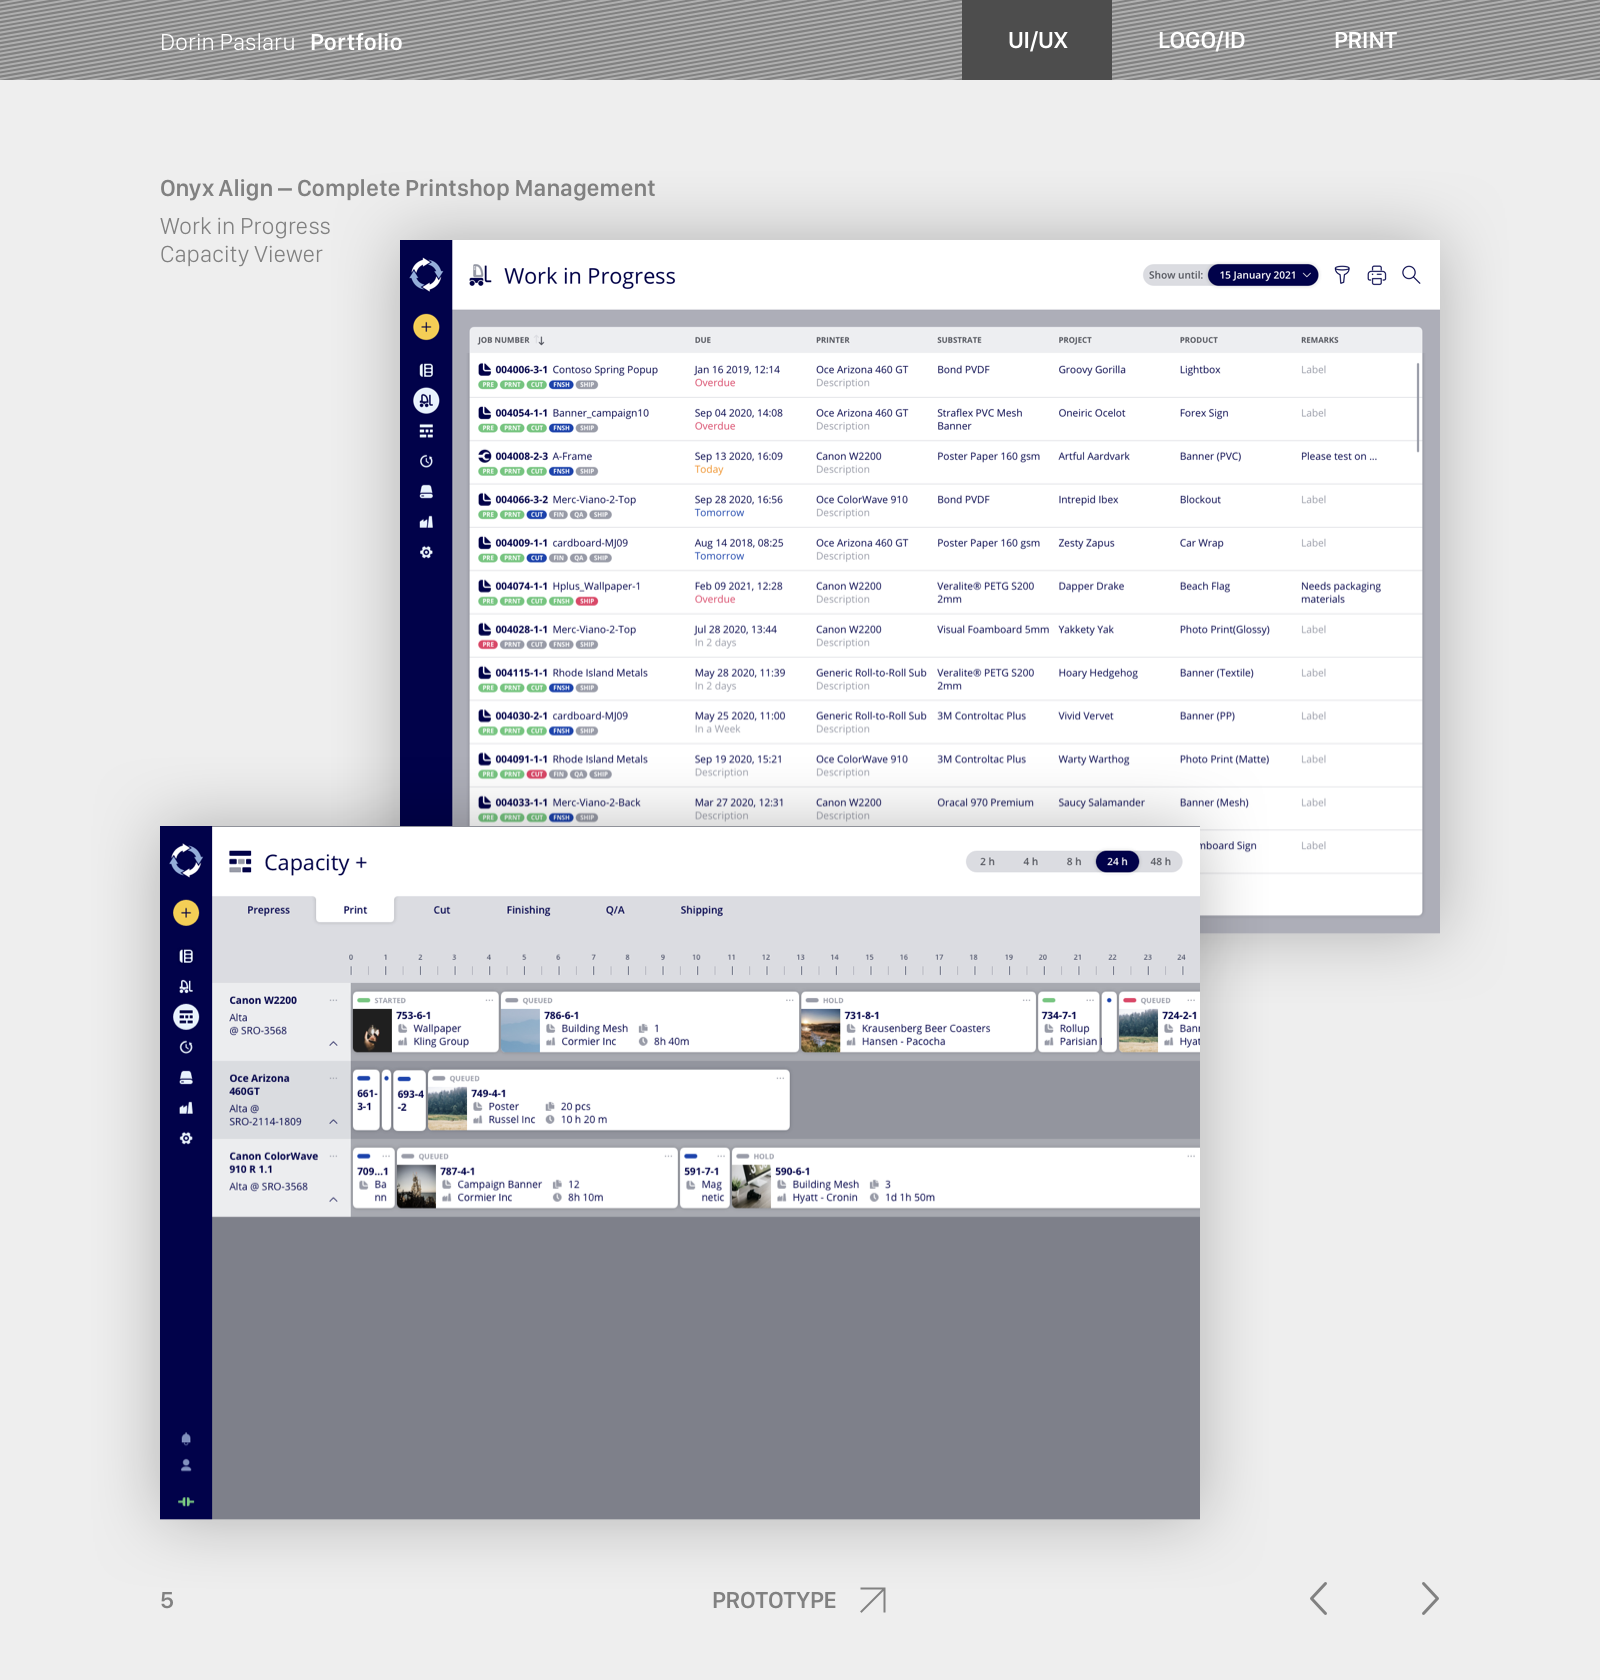 Dorin Paslaru Portfolio
UI/UX
LOGO/ID
PRINT
Onyx Align – Complete Printshop Management
Work in Progress
Capacity Viewer
Work in Progress
Show until: 15 January 2021
JOB NUMBER DUE PRINTER SUBSTRATE PROJECT PRODUCT REMARKS
004006-3-1 Contoso Spring Popup Jan 16 2019, 12:14 Oce Arizona 460 GT Bond PVDF Groovy Gorilla Lightbox Label
PRE PRNT CUT FNSH SHIP Overdue Description
004054-1-1 Banner_campaign10 Sep 04 2020, 14:08 Oce Arizona 460 GT Straflex PVC Mesh Oneiric Ocelot Forex Sign Label
PRE PRNT CUT FNSH SHIP Overdue Description Banner
004008-2-3 A-Frame Sep 13 2020, 16:09 Canon W2200 Poster Paper 160 gsm Artful Aardvark Banner (PVC) Please test on ...
PRE PRNT CUT FNSH SHIP Today Description
004066-3-2 Merc-Viano-2-Top Sep 28 2020, 16:56 Oce ColorWave 910 Bond PVDF Intrepid Ibex Blockout Label
PRE PRNT CUT FIN QA SHIP Tomorrow Description
004009-1-1 cardboard-MJ09 Aug 14 2018, 08:25 Oce Arizona 460 GT Poster Paper 160 gsm Zesty Zapus Car Wrap Label
PRE PRNT CUT FIN QA SHIP Tomorrow Description
004074-1-1 Hplus_Wallpaper-1 Feb 09 2021, 12:28 Canon W2200 Veralite® PETG S200 Dapper Drake Beach Flag Needs packaging
PRE PRNT CUT FNSH SHIP Overdue Description 2mm materials
004028-1-1 Merc-Viano-2-Top Jul 28 2020, 13:44 Canon W2200 Visual Foamboard 5mm Yakkety Yak Photo Print(Glossy) Label
PRE PRNT CUT FNSH SHIP In 2 days Description
004115-1-1 Rhode Island Metals May 28 2020, 11:39 Generic Roll-to-Roll Sub Veralite® PETG S200 Hoary Hedgehog Banner (Textile) Label
PRE PRNT CUT FNSH SHIP In 2 days Description 2mm
004030-2-1 cardboard-MJ09 May 25 2020, 11:00 Generic Roll-to-Roll Sub 3M Controltac Plus Vivid Vervet Banner (PP) Label
PRE PRNT CUT FNSH SHIP In a Week Description
004091-1-1 Rhode Island Metals Sep 19 2020, 15:21 Oce ColorWave 910 3M Controltac Plus Warty Warthog Photo Print (Matte) Label
PRE PRNT CUT FIN QA SHIP Description Description
004033-1-1 Merc-Viano-2-Back Mar 27 2020, 12:31 Canon W2200 Oracal 970 Premium Saucy Salamander Banner (Mesh) Label
PRE PRNT CUT FNSH SHIP Description Description
mboard Sign Label
Capacity +
2 h 4 h 8 h 24 h 48 h
Prepress Print Cut Finishing Q/A Shipping
0 1 2 3 4 5 6 7 8 9 10 11 12 13 14 15 16 17 18 19 20 21 22 23 24
Canon W2200
Alta
@ SRO-3568
STARTED
753-6-1
Wallpaper
Kling Group
QUEUED
786-6-1
Building Mesh 1
Cormier Inc 8h 40m
HOLD
731-8-1
Krausenberg Beer Coasters
Hansen - Pacocha
734-7-1
Rollup
Parisian
QUEUED
724-2-1
Ban
Hyat
Oce Arizona
460GT
Alta @
SRO-2114-1809
661-
3-1
693-4
-2
QUEUED
749-4-1
Poster 20 pcs
Russel Inc 10 h 20 m
Canon ColorWave
910 R 1.1
Alta @ SRO-3568
709...1
Ba
nn
QUEUED
787-4-1
Campaign Banner 12
Cormier Inc 8h 10m
591-7-1
Mag
netic
HOLD
590-6-1
Building Mesh 3
Hyatt - Cronin 1d 1h 50m
5
PROTOTYPE